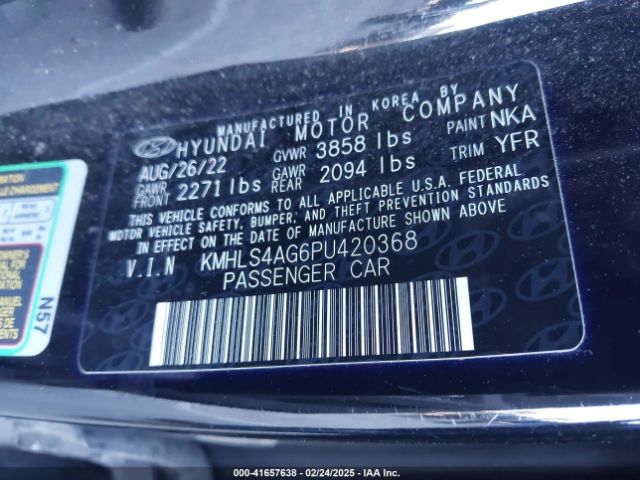 MANUFACTURED IN KOREA BY
HYUNDAI MOTOR COMPANY
AUG/26/22 GVWR 3858 lbs PAINT NKA
GAWR FRONT 2271 lbs GAWR REAR 2094 lbs TRIM YFR
THIS VEHICLE CONFORMS TO ALL APPLICABLE U.S.A. FEDERAL
MOTOR VEHICLE SAFETY, BUMPER, AND THEFT PREVENTION STANDARDS
IN EFFECT ON THE DATE OF MANUFACTURE SHOWN ABOVE
V.I.N KMHLS4AG6PU420368
PASSENGER CAR
N57
000-41657638 - 02/24/2025 - IAA Inc.